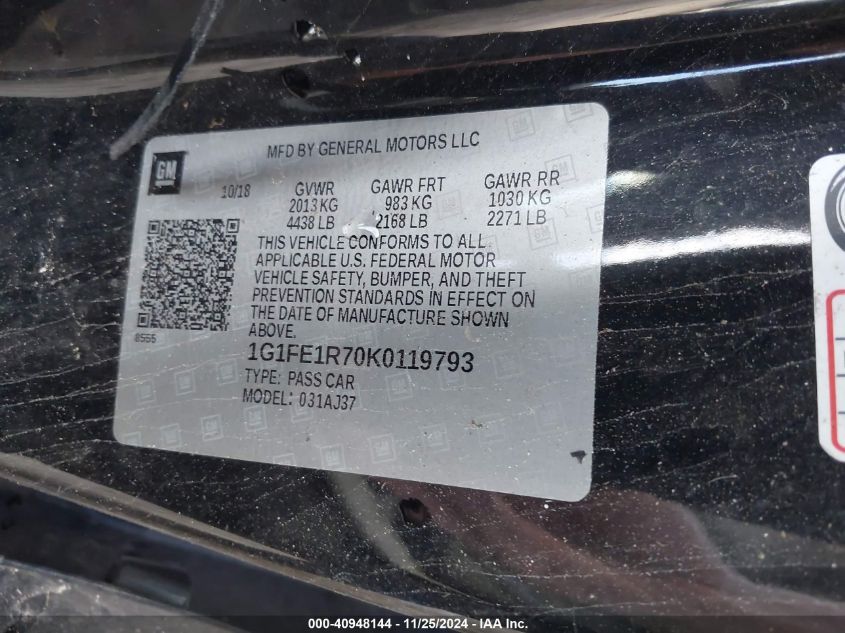 MFD BY GENERAL MOTORS LLC
GM
10/18
GVWR GAWR FRT GAWR RR
2013 KG 983 KG 1030 KG
4438 LB 2168 LB 2271 LB
THIS VEHICLE CONFORMS TO ALL
APPLICABLE U.S. FEDERAL MOTOR
VEHICLE SAFETY, BUMPER, AND THEFT
PREVENTION STANDARDS IN EFFECT ON
THE DATE OF MANUFACTURE SHOWN
ABOVE.
8555
1G1FE1R70K0119793
TYPE: PASS CAR
MODEL: 031AJ37
000-40948144 — 11/25/2024 — IAA, Inc.